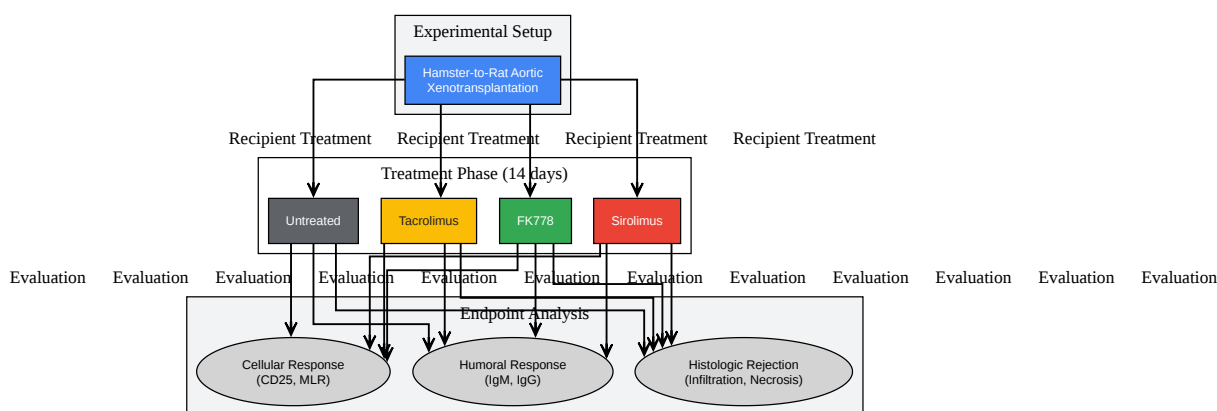 Experimental Setup
Hamster-to-Rat Aortic
Xenotransplantation
Recipient Treatment Recipient Treatment Recipient Treatment Recipient Treatment
Treatment Phase (14 days)
Untreated Tacrolimus FK778 Sirolimus
Evaluation Evaluation Evaluation Evaluation Evaluation Evaluation Evaluation Evaluation Evaluation Evaluation Evaluation Evaluation
Endpoint Analysis
Cellular Response
(CD25, MLR)
Humoral Response
(IgM, IgG)
Histologic Rejection
(Infiltration, Necrosis)